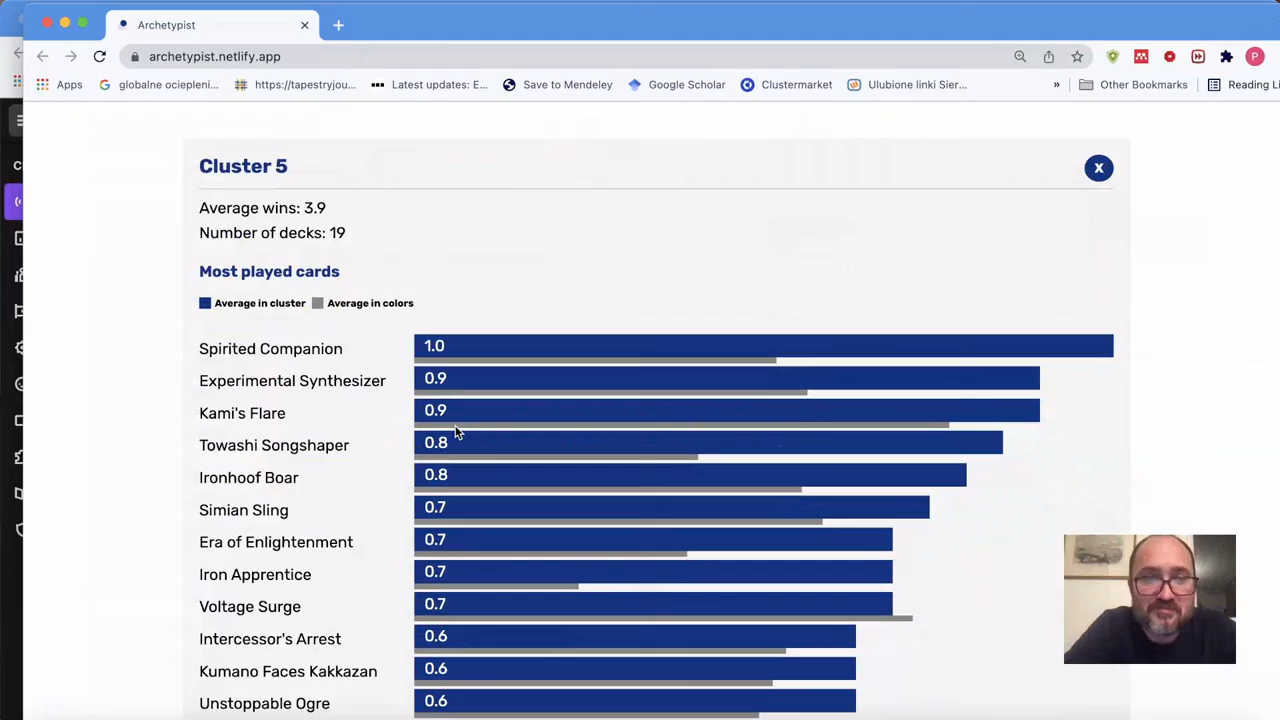 Archetypist
archetypist.netlify.app
P
Apps
globalne ociepleni...
https://tapestryjou...
Latest updates: E...
Save to Mendeley
Google Scholar
Clustermarket
Ulubione linki Sier...
»
Other Bookmarks
Reading Li
C
Cluster 5
X
Average wins: 3.9
Number of decks: 19
Most played cards
Average in cluster
Average in colors
Spirited Companion 1.0
Experimental Synthesizer 0.9
Kami's Flare 0.9
Towashi Songshaper 0.8
Ironhoof Boar 0.8
Simian Sling 0.7
Era of Enlightenment 0.7
Iron Apprentice 0.7
Voltage Surge 0.7
Intercessor's Arrest 0.6
Kumano Faces Kakkazan 0.6
Unstoppable Ogre 0.6